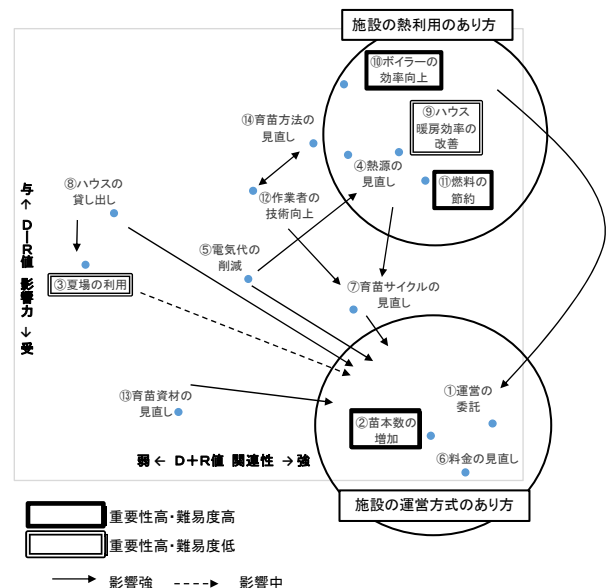 施設の熱利用のあり方
⑩ボイラーの
効率向上
⑨ハウス
暖房効率の
改善
⑭育苗方法の
見直し
④熱源の
見直し
⑪燃料の
節約
⑧ハウスの
貸し出し
⑫作業者の
技術向上
⑤電気代の
削減
③夏場の利用
⑦育苗サイクルの
見直し
与 ↑ D−R値 影響力 ↓ 受
⑬育苗資材の
見直し
①運営の
委託
②苗本数の
増加
⑥料金の見直し
弱 ← D+R値 関連性 → 強
施設の運営方式のあり方
重要性高・難易度高
重要性高・難易度低
影響強 影響中